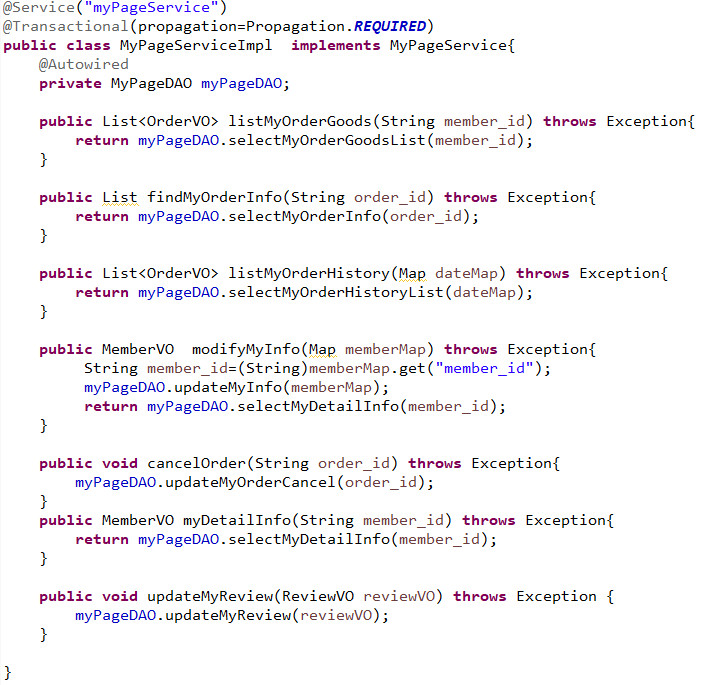 @Service("myPageService")
@Transactional(propagation=Propagation.REQUIRED)
public class MyPageServiceImpl  implements MyPageService{
    @Autowired
    private MyPageDAO myPageDAO;

    public List<OrderVO> listMyOrderGoods(String member_id) throws Exception{
        return myPageDAO.selectMyOrderGoodsList(member_id);
    }

    public List findMyOrderInfo(String order_id) throws Exception{
        return myPageDAO.selectMyOrderInfo(order_id);
    }

    public List<OrderVO> listMyOrderHistory(Map dateMap) throws Exception{
        return myPageDAO.selectMyOrderHistoryList(dateMap);
    }

    public MemberVO  modifyMyInfo(Map memberMap) throws Exception{
         String member_id=(String)memberMap.get("member_id");
         myPageDAO.updateMyInfo(memberMap);
         return myPageDAO.selectMyDetailInfo(member_id);
    }

    public void cancelOrder(String order_id) throws Exception{
        myPageDAO.updateMyOrderCancel(order_id);
    }
    public MemberVO myDetailInfo(String member_id) throws Exception{
        return myPageDAO.selectMyDetailInfo(member_id);
    }

    public void updateMyReview(ReviewVO reviewVO) throws Exception {
        myPageDAO.updateMyReview(reviewVO);
    }

}